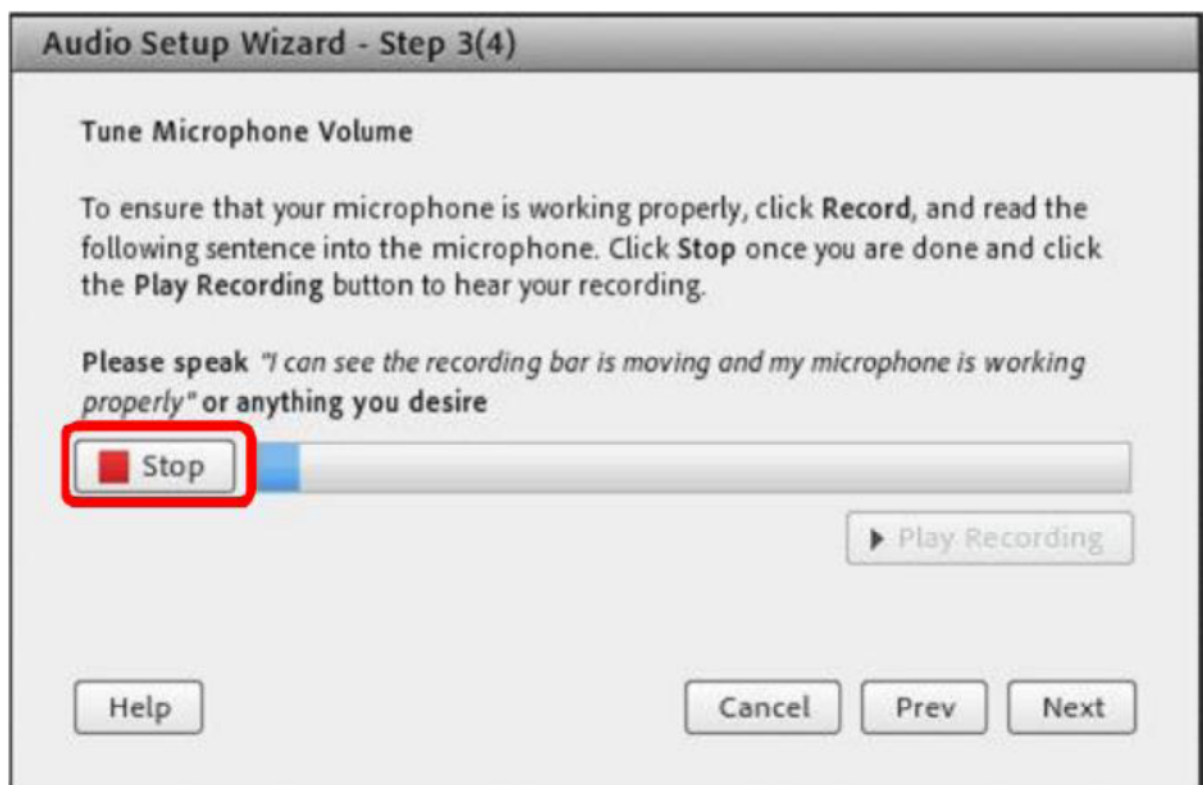 Audio Setup Wizard - Step 3(4)
Tune Microphone Volume
To ensure that your microphone is working properly, click Record, and read the
following sentence into the microphone. Click Stop once you are done and click
the Play Recording button to hear your recording.
Please speak "I can see the recording bar is moving and my microphone is working
properly" or anything you desire
Stop
Play Recording
Help Cancel Prev Next